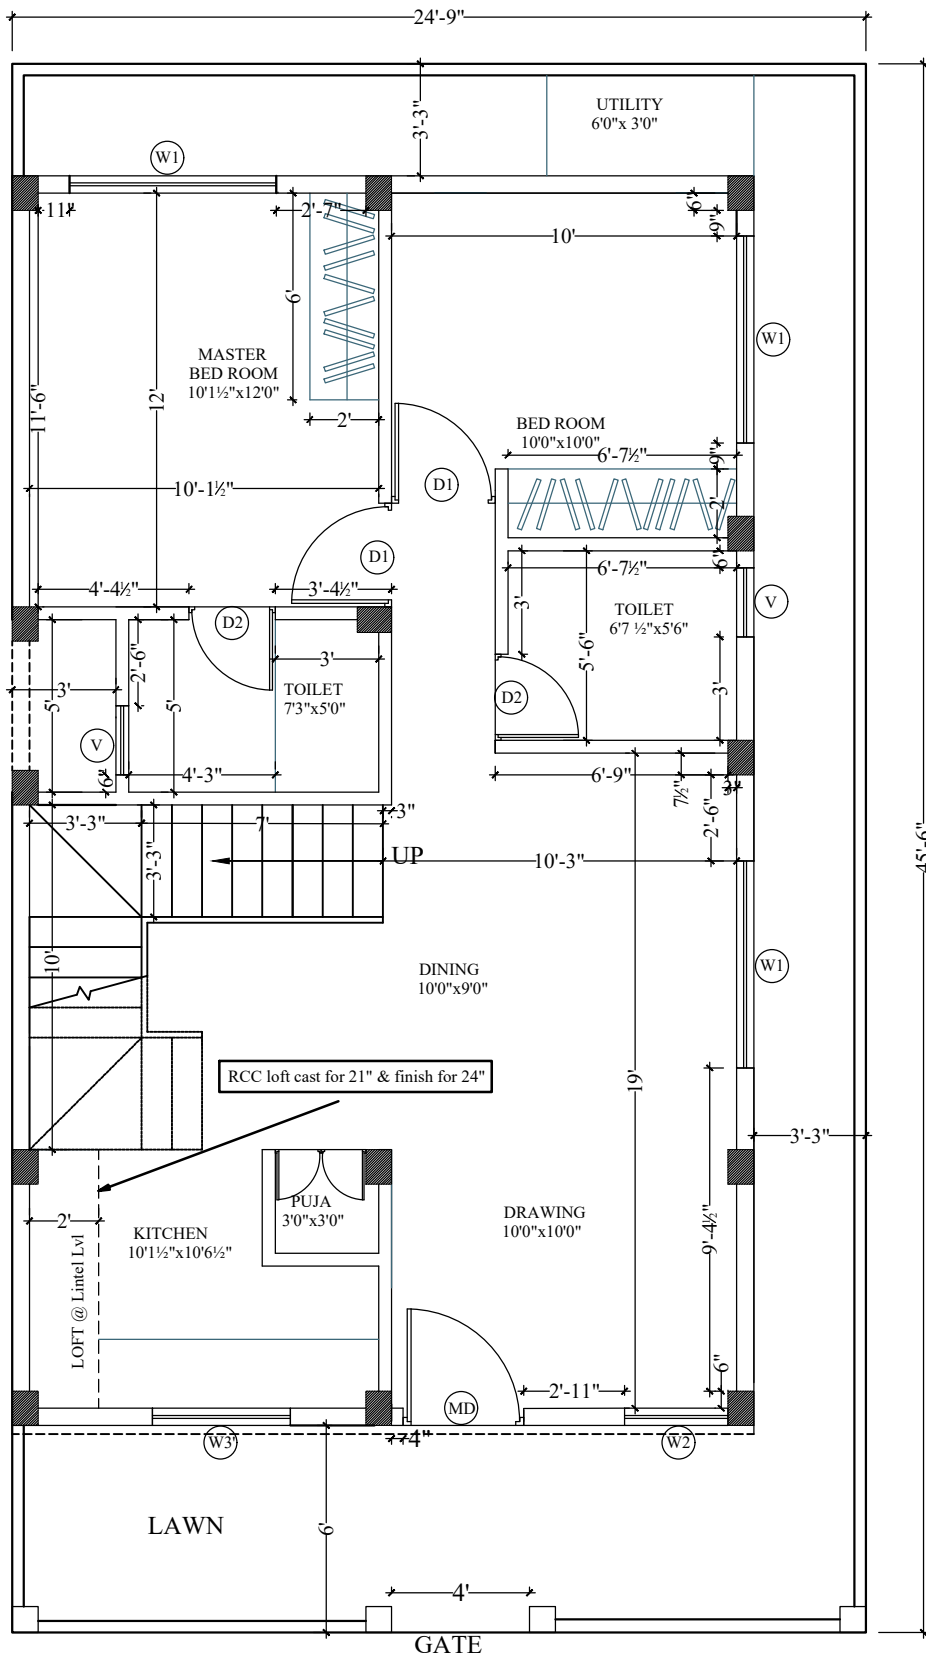 24'-9"
UTILITY
6'0"x 3'0"
3'-3"
W1
11"
2'-7"
6"
9"
10'
6'
W1
MASTER
BED ROOM
10'1½"x12'0"
11'-6"
12'
2'
BED ROOM
10'0"x10'0"
6'-7½"
9"
10'-1½"
D1
2'
D1
6"
6'-7½"
4'-4½"
3'-4½"
3'
TOILET
6'7 ½"x5'6"
V
D2
2'-6"
3'
5'-6"
3'
TOILET
7'3"x5'0"
3'
5'
5'
D2
V
6"
4'-3"
6'-9"
7½"
3"
2'-6"
3'-3"
7'
3"
3'-3"
UP
10'-3"
45'-6"
10'
DINING
10'0"x9'0"
W1
RCC loft cast for 21" & finish for 24"
19'
3'-3"
PUJA
3'0"x3'0"
DRAWING
10'0"x10'0"
2'
KITCHEN
10'1½"x10'6½"
9'-4½"
LOFT @ Lintel Lvl
6"
2'-11"
MD
W3'
4"
W2
LAWN
6'
4'
GATE